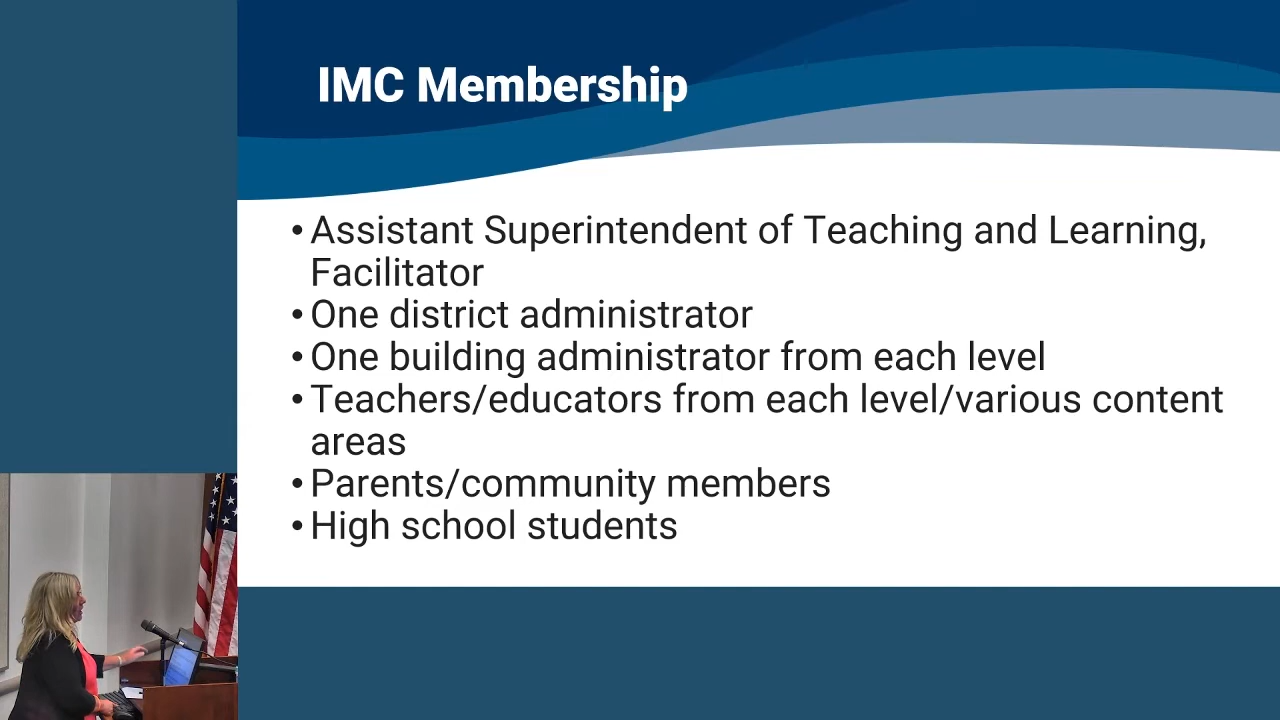 IMC Membership
• Assistant Superintendent of Teaching and Learning,
Facilitator
• One district administrator
• One building administrator from each level
• Teachers/educators from each level/various content
areas
• Parents/community members
• High school students